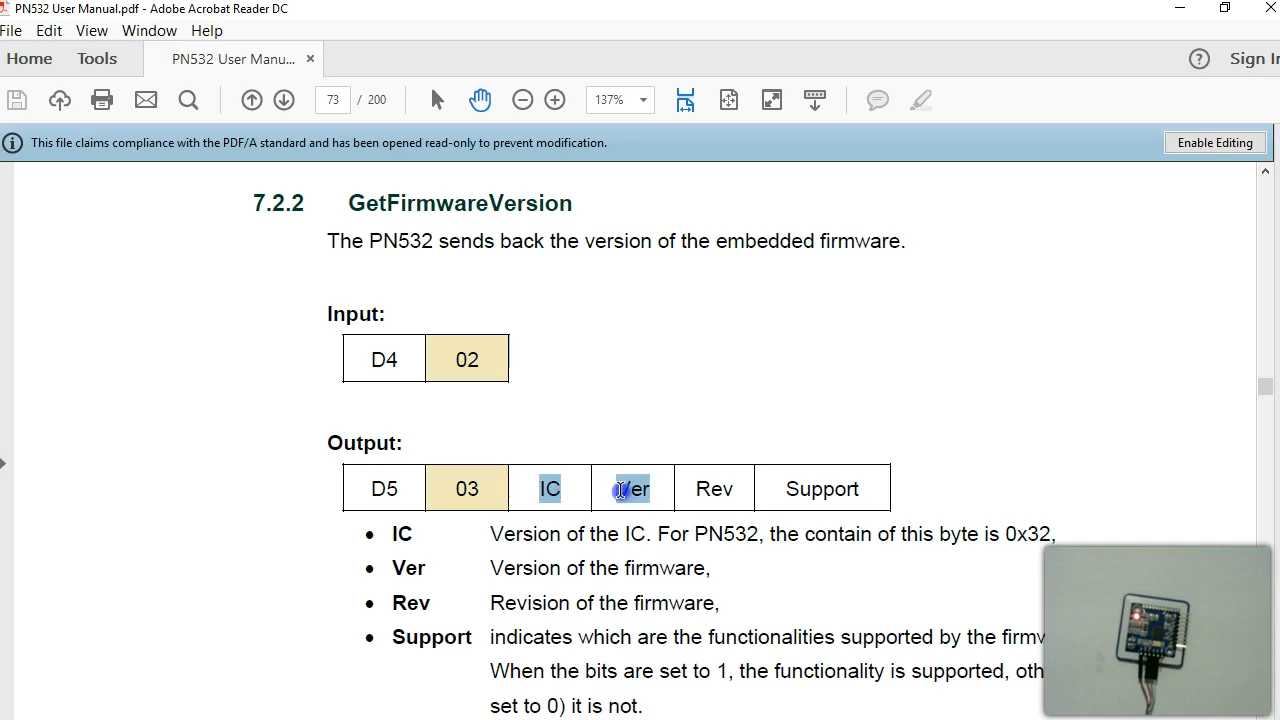 PN532 User Manual.pdf - Adobe Acrobat Reader DC
File Edit View Window Help
Home Tools PN532 User Manu... × ? Sign In
73 / 200 137%
This file claims compliance with the PDF/A standard and has been opened read-only to prevent modification. Enable Editing
7.2.2 GetFirmwareVersion
The PN532 sends back the version of the embedded firmware.
Input:
D4 02
Output:
D5 03 IC Ver Rev Support
• IC Version of the IC. For PN532, the contain of this byte is 0x32,
• Ver Version of the firmware,
• Rev Revision of the firmware,
• Support indicates which are the functionalities supported by the firmw
When the bits are set to 1, the functionality is supported, oth
set to 0) it is not.